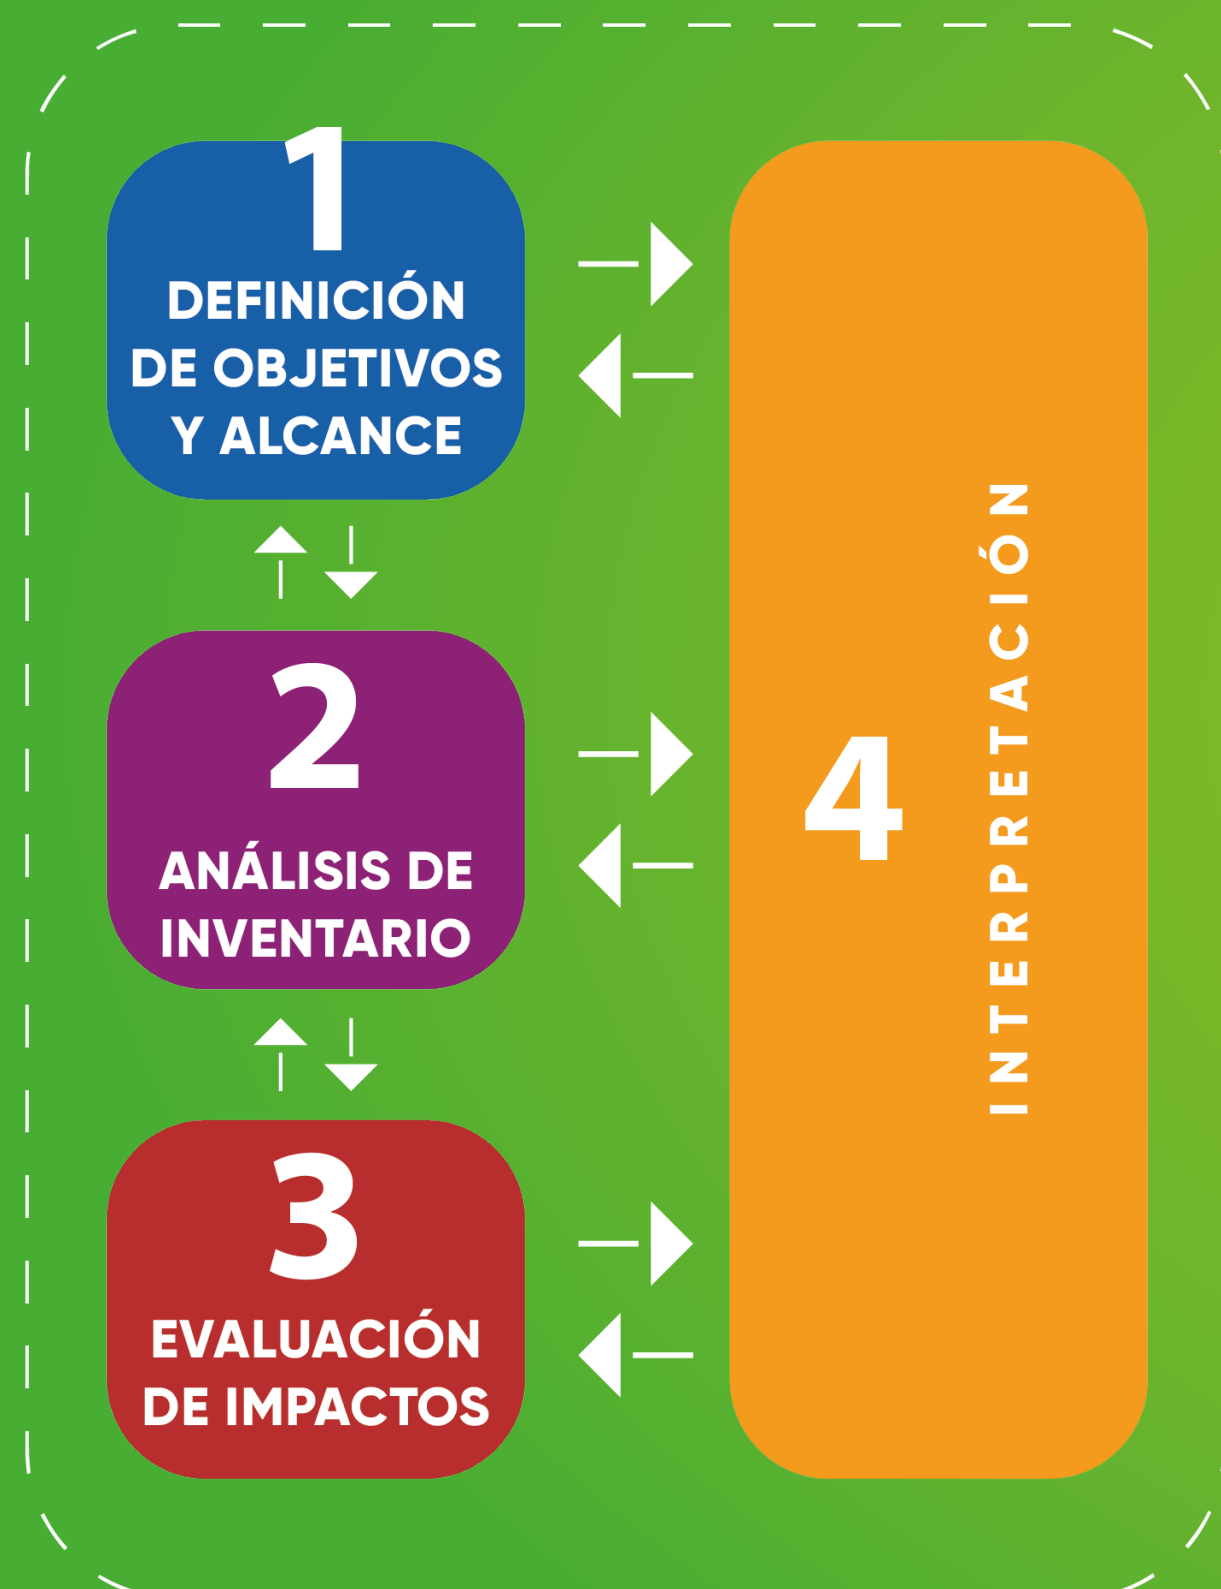 1
DEFINICIÓN
DE OBJETIVOS
Y ALCANCE
2
ANÁLISIS DE
INVENTARIO
3
EVALUACIÓN
DE IMPACTOS
4
INTERPRETACIÓN